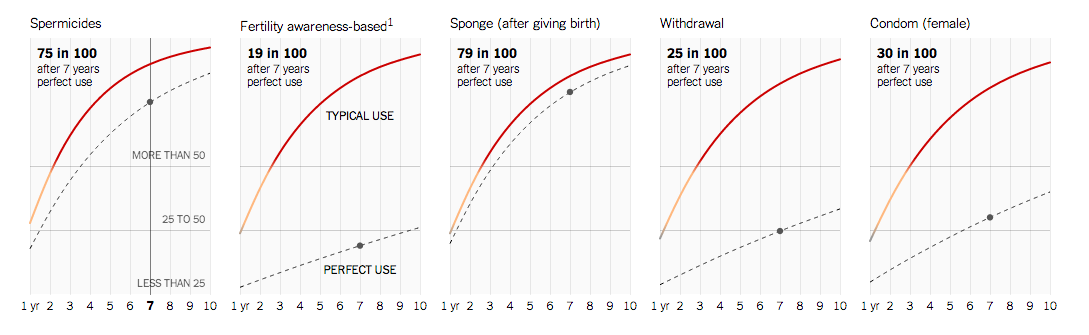 Spermicides
75 in 100
after 7 years
perfect use
MORE THAN 50
25 TO 50
LESS THAN 25
1 yr 2 3 4 5 6 7 8 9 10
Fertility awareness-based1
19 in 100
after 7 years
perfect use
TYPICAL USE
PERFECT USE
1 yr 2 3 4 5 6 7 8 9 10
Sponge (after giving birth)
79 in 100
after 7 years
perfect use
1 yr 2 3 4 5 6 7 8 9 10
Withdrawal
25 in 100
after 7 years
perfect use
1 yr 2 3 4 5 6 7 8 9 10
Condom (female)
30 in 100
after 7 years
perfect use
1 yr 2 3 4 5 6 7 8 9 10